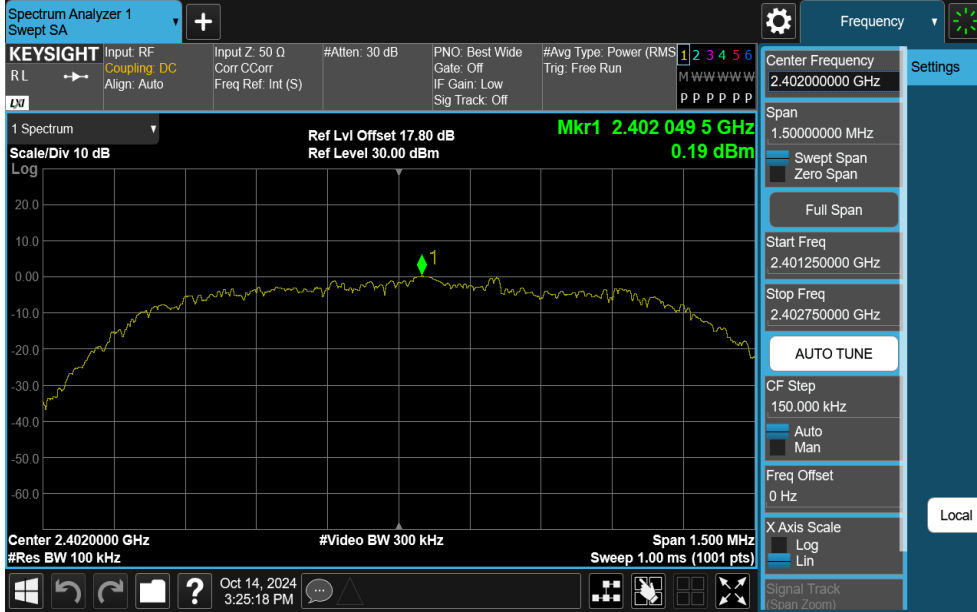 Spectrum Analyzer 1
Swept SA
+
Frequency
KEYSIGHT
R L
LXI
Input: RF
Coupling: DC
Align: Auto
Input Z: 50 Ω
Corr CCorr
Freq Ref: Int (S)
#Atten: 30 dB
PNO: Best Wide
Gate: Off
IF Gain: Low
Sig Track: Off
#Avg Type: Power (RMS
Trig: Free Run
1 2 3 4 5 6
M W W W W W
P P P P P P
1 Spectrum
Scale/Div 10 dB
Log
Ref Lvl Offset 17.80 dB
Ref Level 30.00 dBm
Mkr1 2.402 049 5 GHz
0.19 dBm
20.0
10.0
0.00
-10.0
-20.0
-30.0
-40.0
-50.0
-60.0
1
Center 2.4020000 GHz
#Res BW 100 kHz
#Video BW 300 kHz
Span 1.500 MHz
Sweep 1.00 ms (1001 pts)
Center Frequency
2.402000000 GHz
Span
1.50000000 MHz
Swept Span
Zero Span
Full Span
Start Freq
2.401250000 GHz
Stop Freq
2.402750000 GHz
AUTO TUNE
CF Step
150.000 kHz
Auto
Man
Freq Offset
0 Hz
X Axis Scale
Log
Lin
Signal Track
(Span Zoom)
Settings
Local
?
Oct 14, 2024
3:25:18 PM